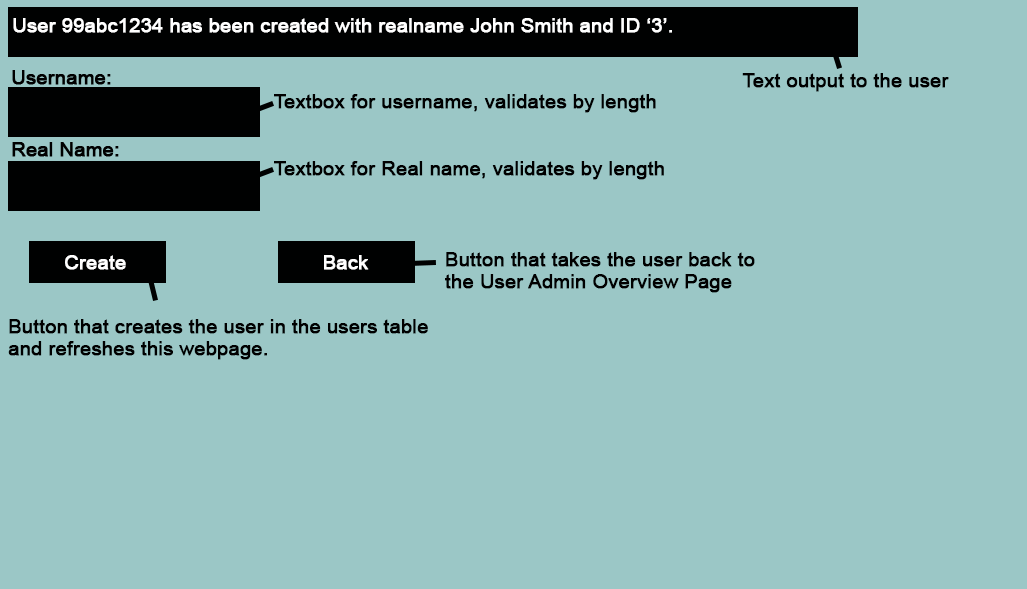 User 99abc1234 has been created with realname John Smith and ID ‘3’.
Text output to the user
Username:
Textbox for username, validates by length
Real Name:
Textbox for Real name, validates by length
Create
Back
Button that takes the user back to
the User Admin Overview Page
Button that creates the user in the users table
and refreshes this webpage.